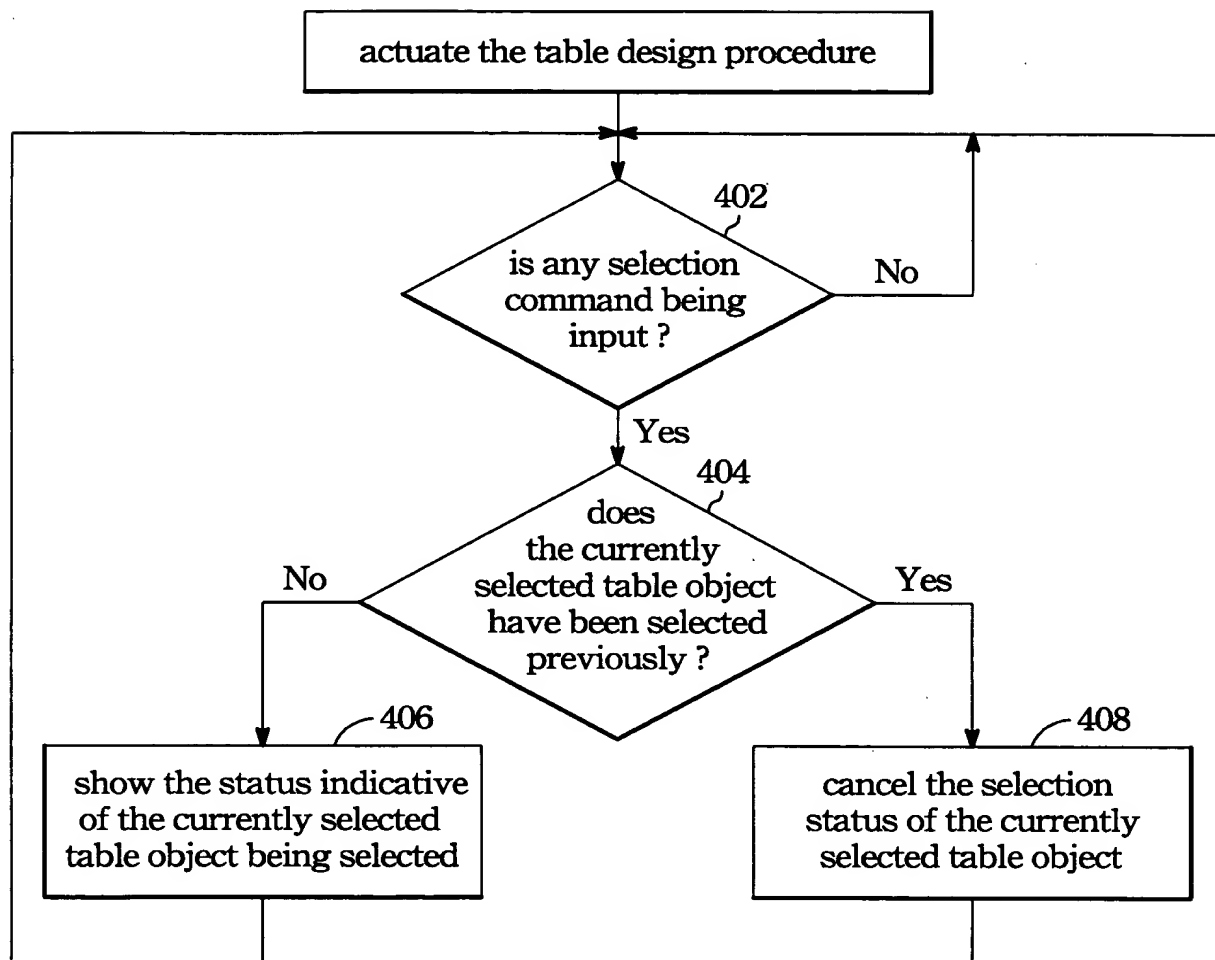 actuate the table design procedure
402
is any selection
command being
input ?
No
Yes
404
does
the currently
selected table object
have been selected
previously ?
No
Yes
406
show the status indicative
of the currently selected
table object being selected
408
cancel the selection
status of the currently
selected table object